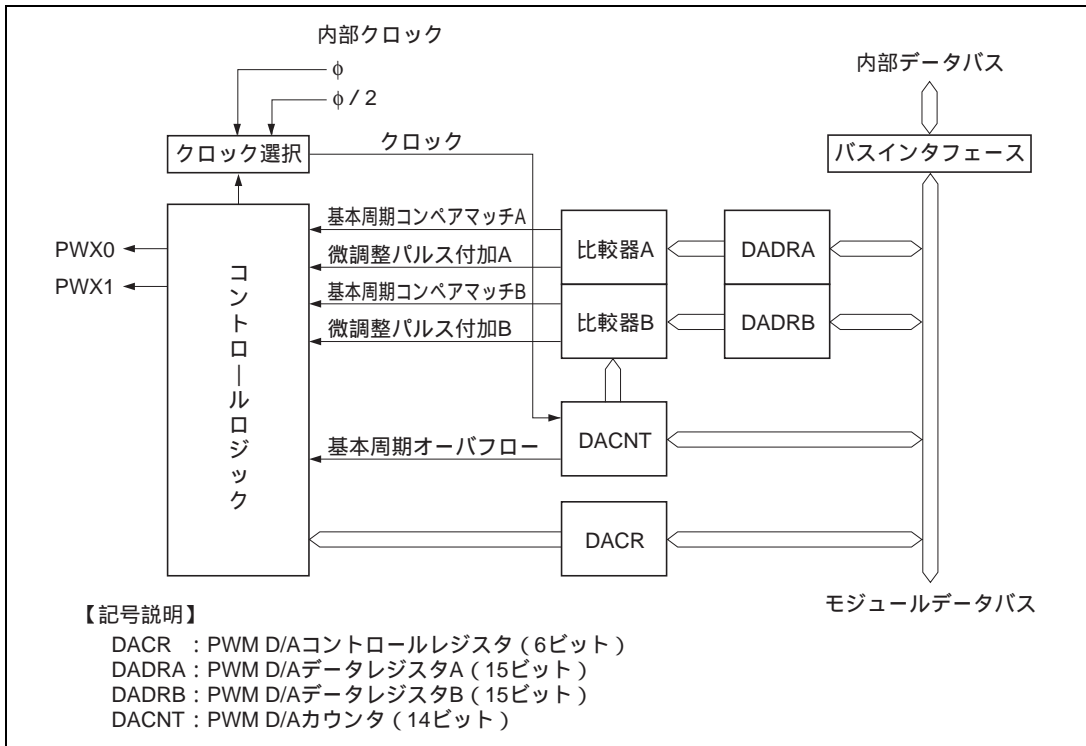 内部クロック
φ
φ/2
内部データバス
クロック選択
クロック
バスインタフェース
基本周期コンペアマッチA
微調整パルス付加A
基本周期コンペアマッチB
微調整パルス付加B
比較器A
DADRA
比較器B
DADRB
PWX0
PWX1
コントロールロジック
DACNT
基本周期オーバフロー
DACR
モジュールデータバス
【記号説明】
DACR :PWM D/Aコントロールレジスタ(6ビット)
DADRA:PWM D/AデータレジスタA(15ビット)
DADRB:PWM D/AデータレジスタB(15ビット)
DACNT:PWM D/Aカウンタ(14ビット)